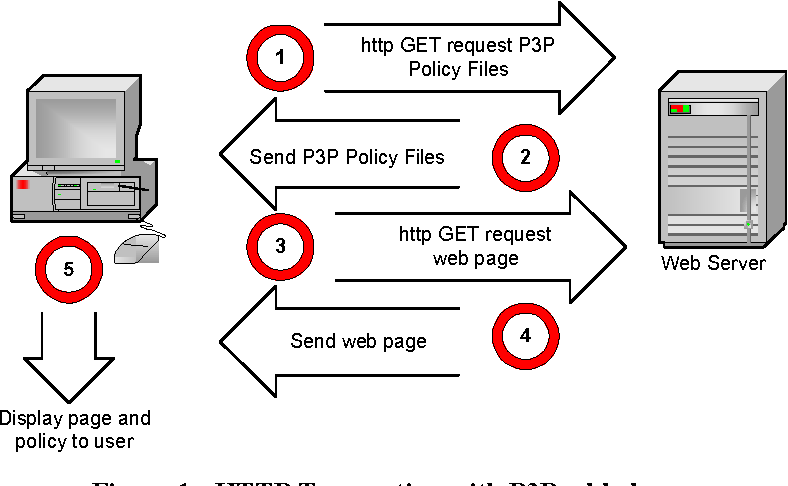 1
http GET request P3P
Policy Files
Send P3P Policy Files
2
3
http GET request
web page
Web Server
5
4
Send web page
Display page and
policy to user